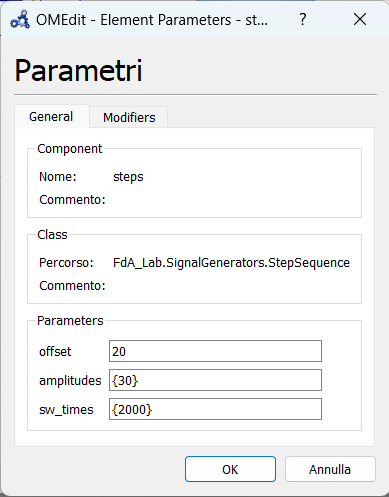 OMEdit - Element Parameters - st... ? ×
Parametri
General Modifiers
Component
Nome: steps
Commento:
Class
Percorso: FdA_Lab.SignalGenerators.StepSequence
Commento:
Parameters
offset 20
amplitudes {30}
sw_times {2000}
OK Annulla